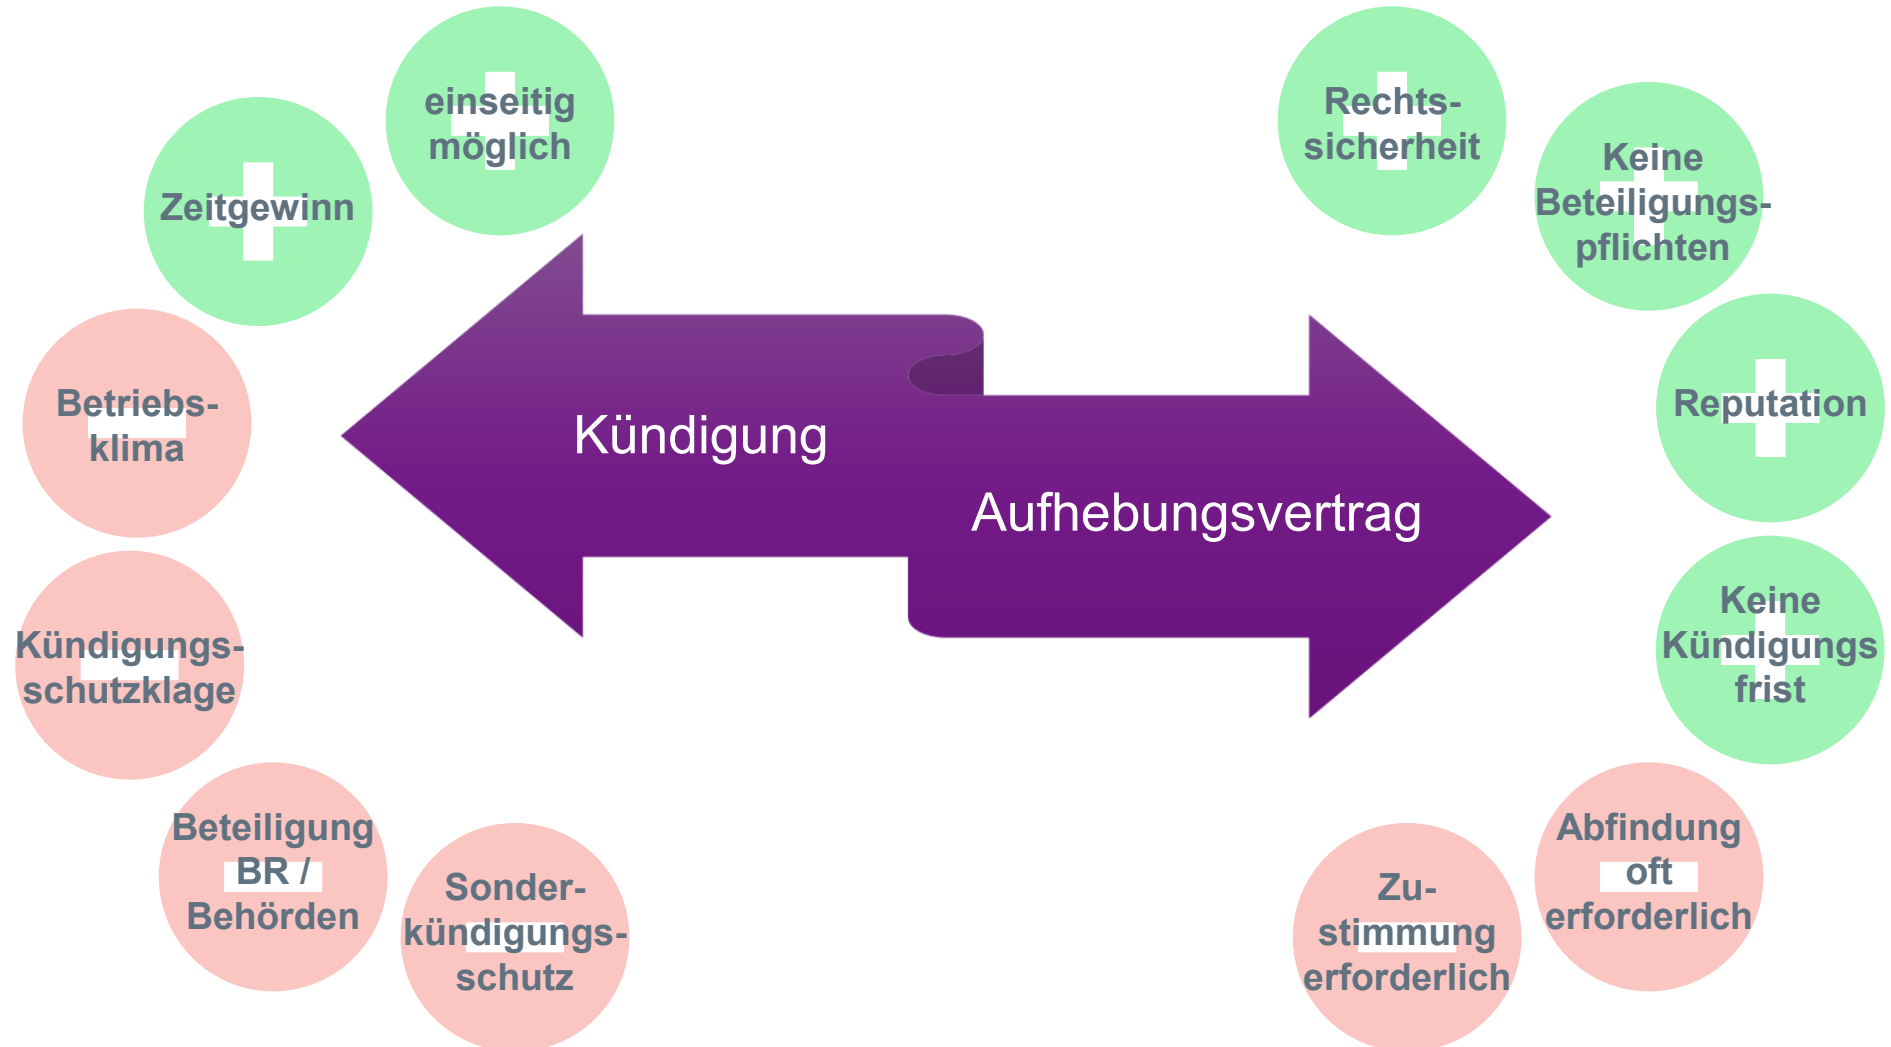 einseitig
möglich
Zeitgewinn
Betriebs-
klima
Kündigungs-
schutzklage
Beteiligung
BR /
Behörden
Sonder-
kündigungs-
schutz
Kündigung
Aufhebungsvertrag
Rechts-
sicherheit
Keine
Beteiligungs-
pflichten
Reputation
Keine
Kündigungs
frist
Abfindung
oft
erforderlich
Zu-
stimmung
erforderlich